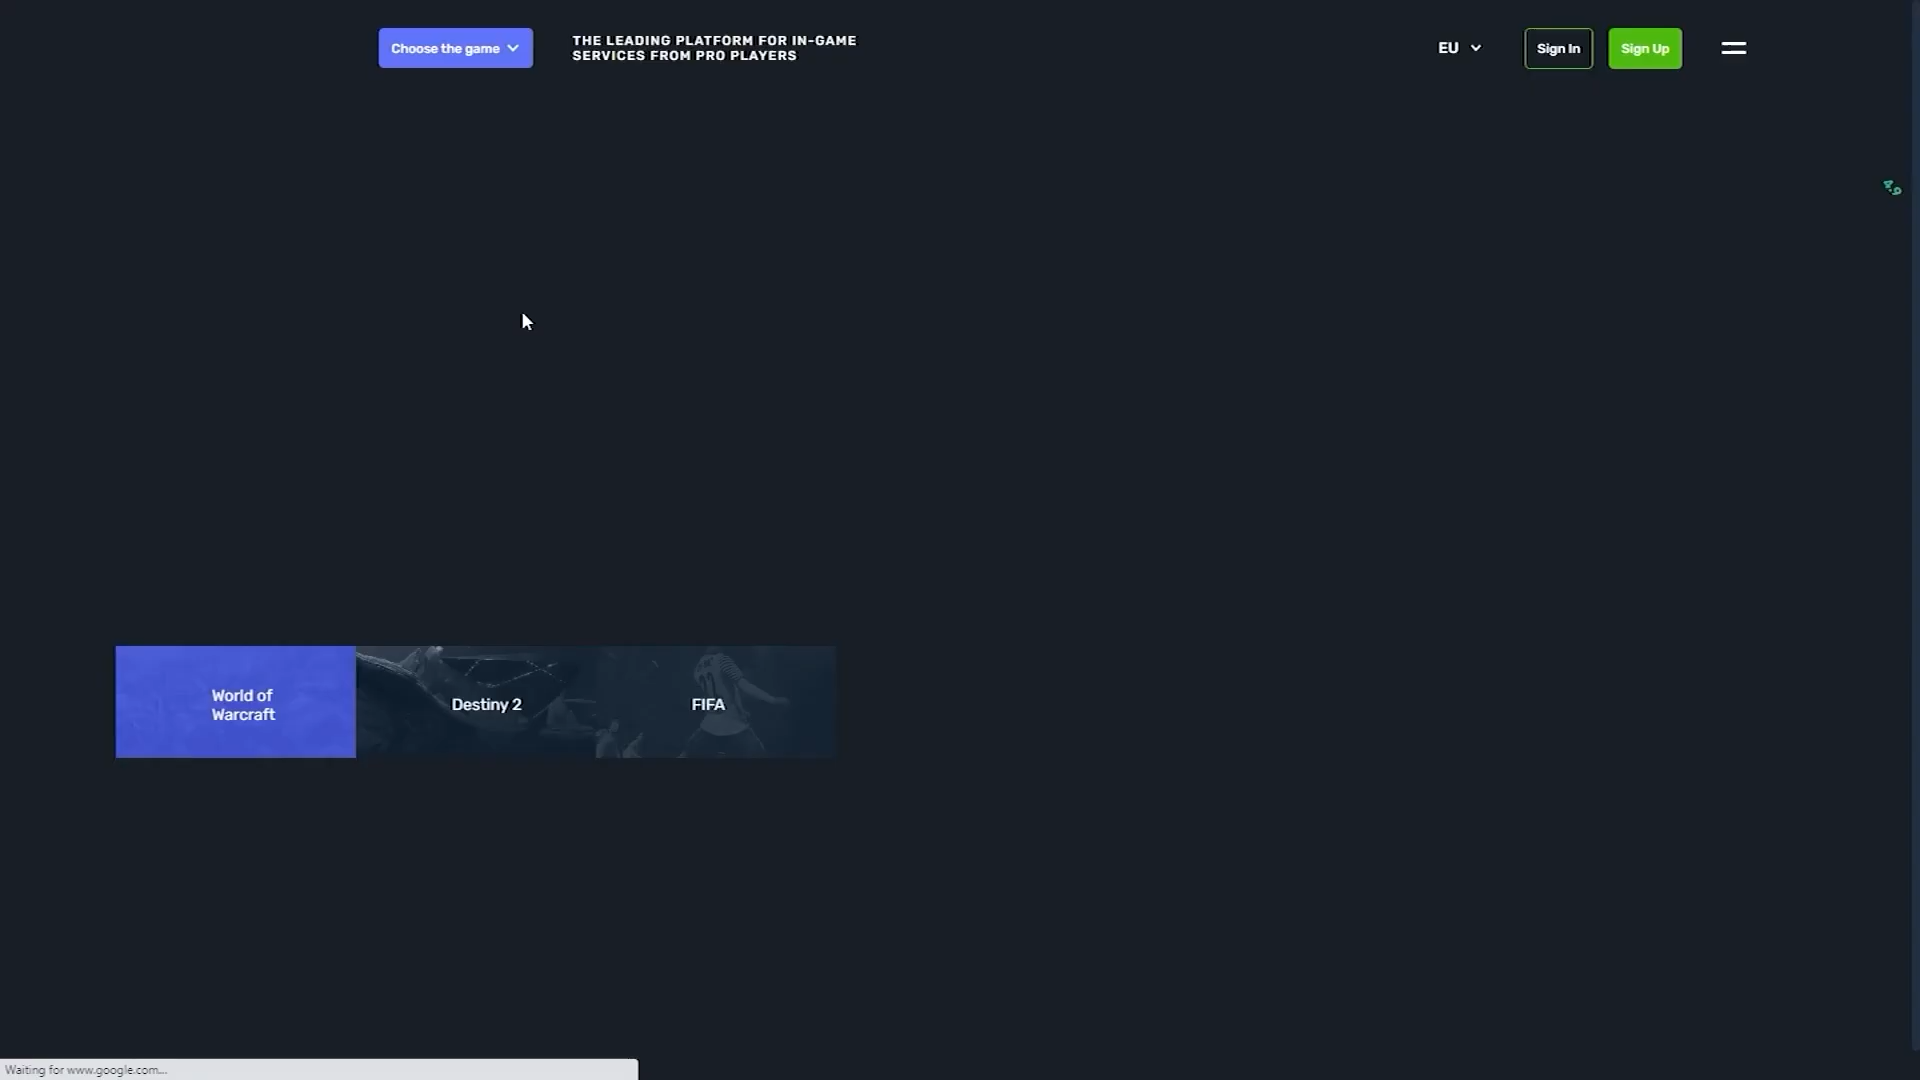 Choose the game
THE LEADING PLATFORM FOR IN-GAME
SERVICES FROM PRO PLAYERS
EU
Sign In
Sign Up
World of
Warcraft
Destiny 2
FIFA
Waiting for www.google.com...